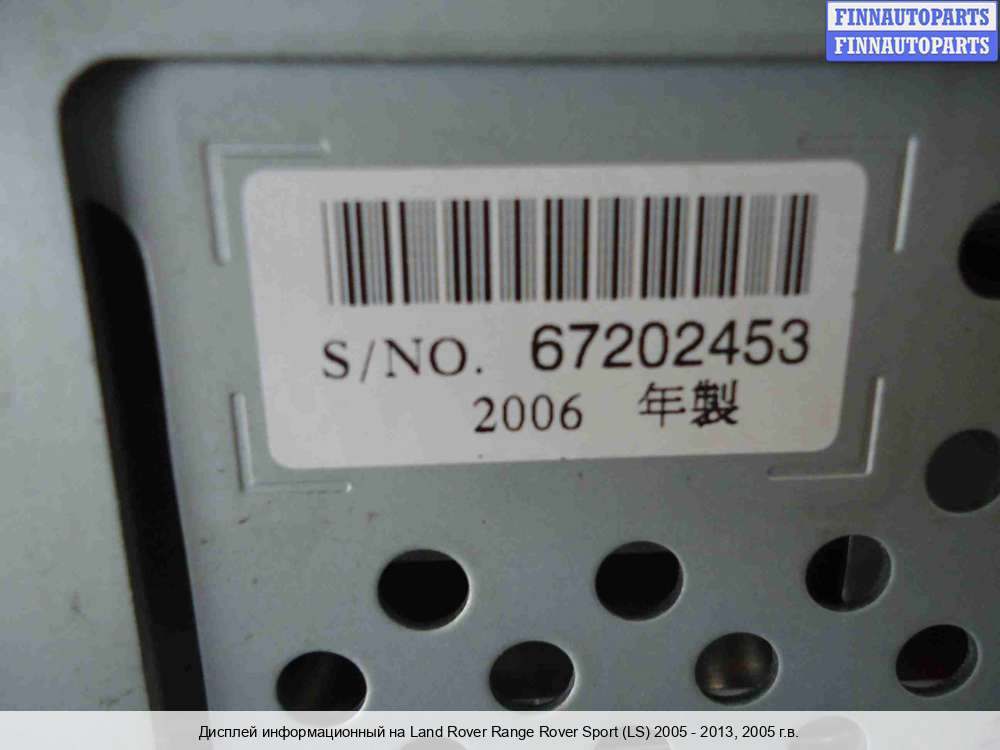 FINNAUTOPARTS
FINNAUTOPARTS
S/NO. 67202453
2006 年製
Дисплей информационный на Land Rover Range Rover Sport (LS) 2005 - 2013, 2005 г.в.